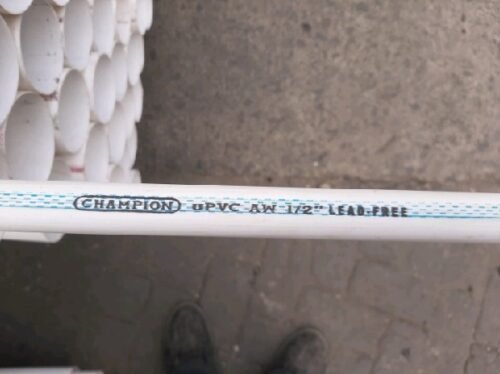 CHAMPION uPVC AW 1/2" LEAD-FREE